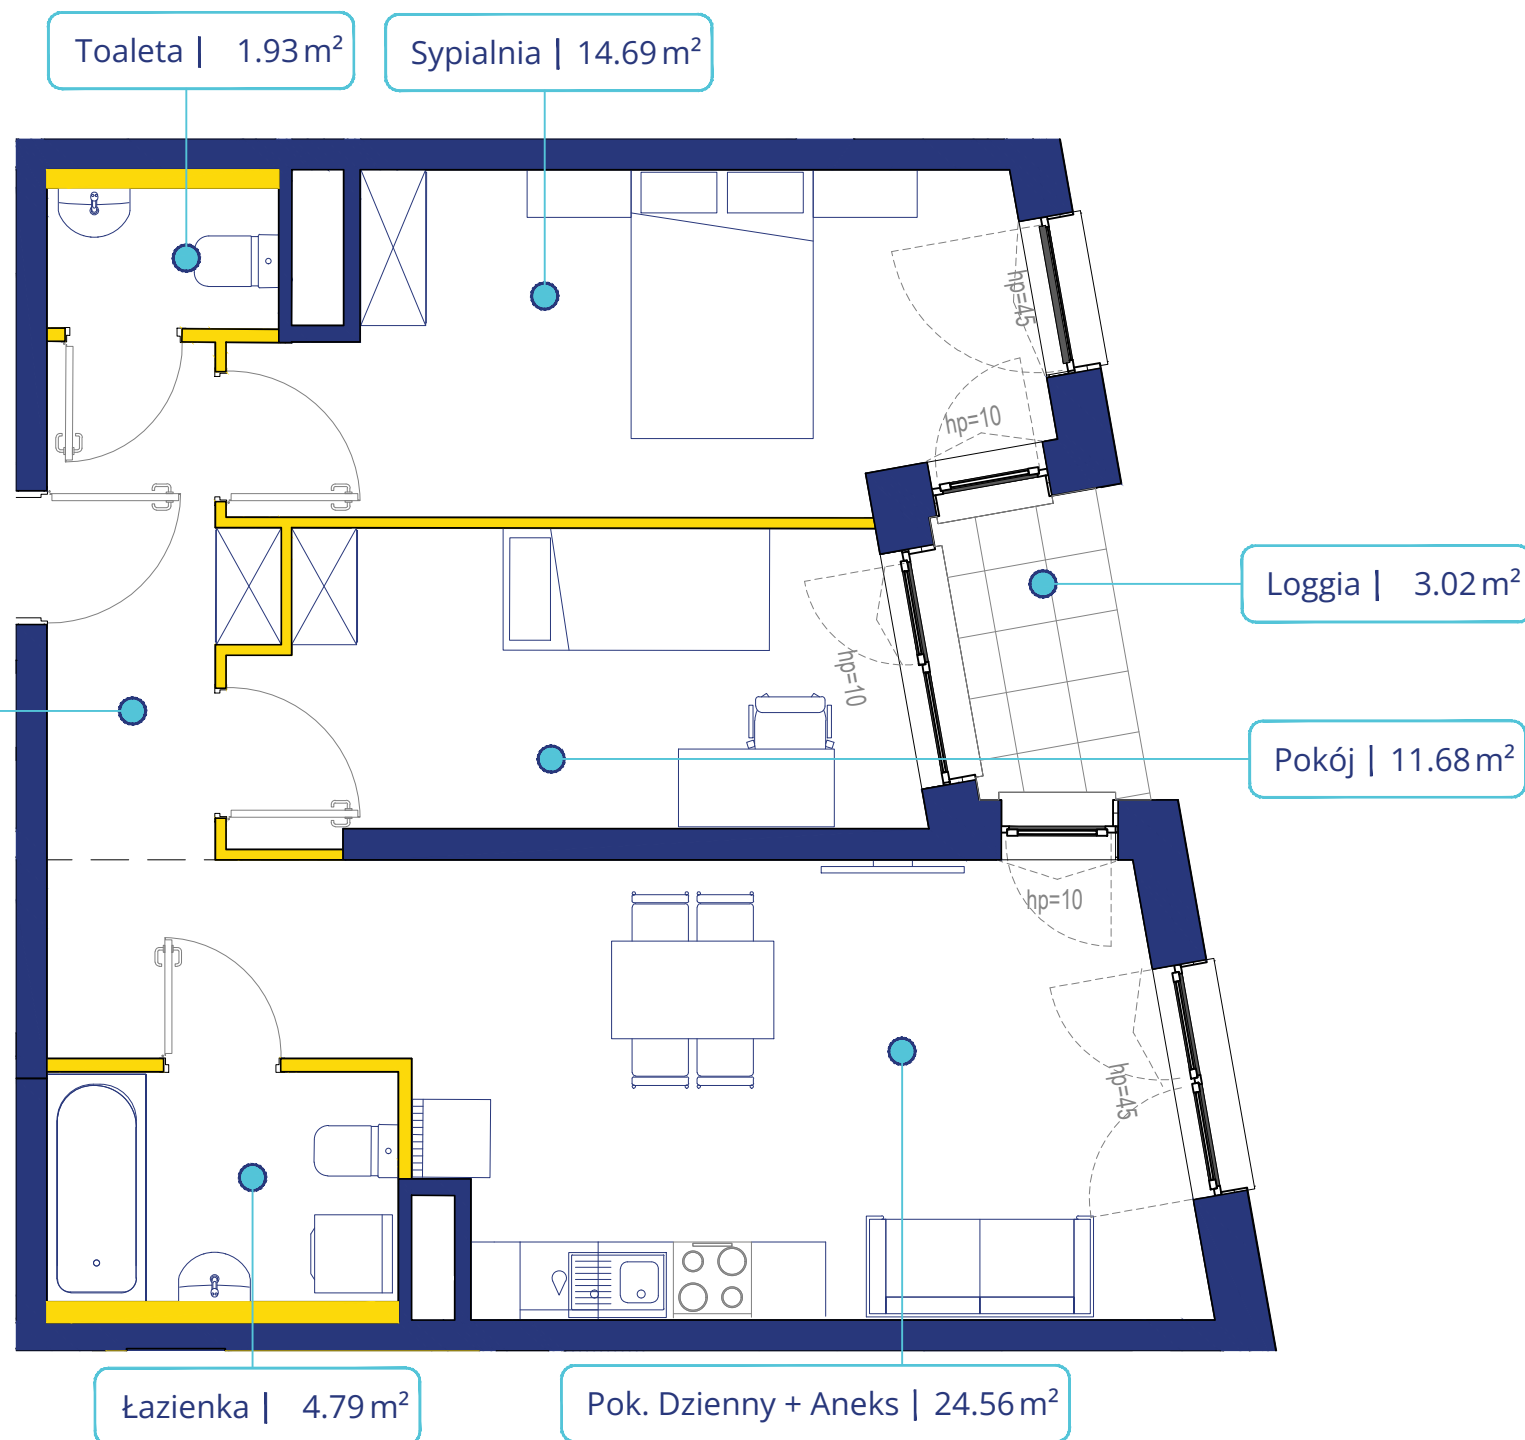 Toaleta | 1.93 m²
Sypialnia | 14.69 m²
hp=45
hp=10
Loggia | 3.02 m²
hp=10
Pokój | 11.68 m²
hp=10
hp=45
Łazienka | 4.79 m²
Pok. Dzienny + Aneks | 24.56 m²